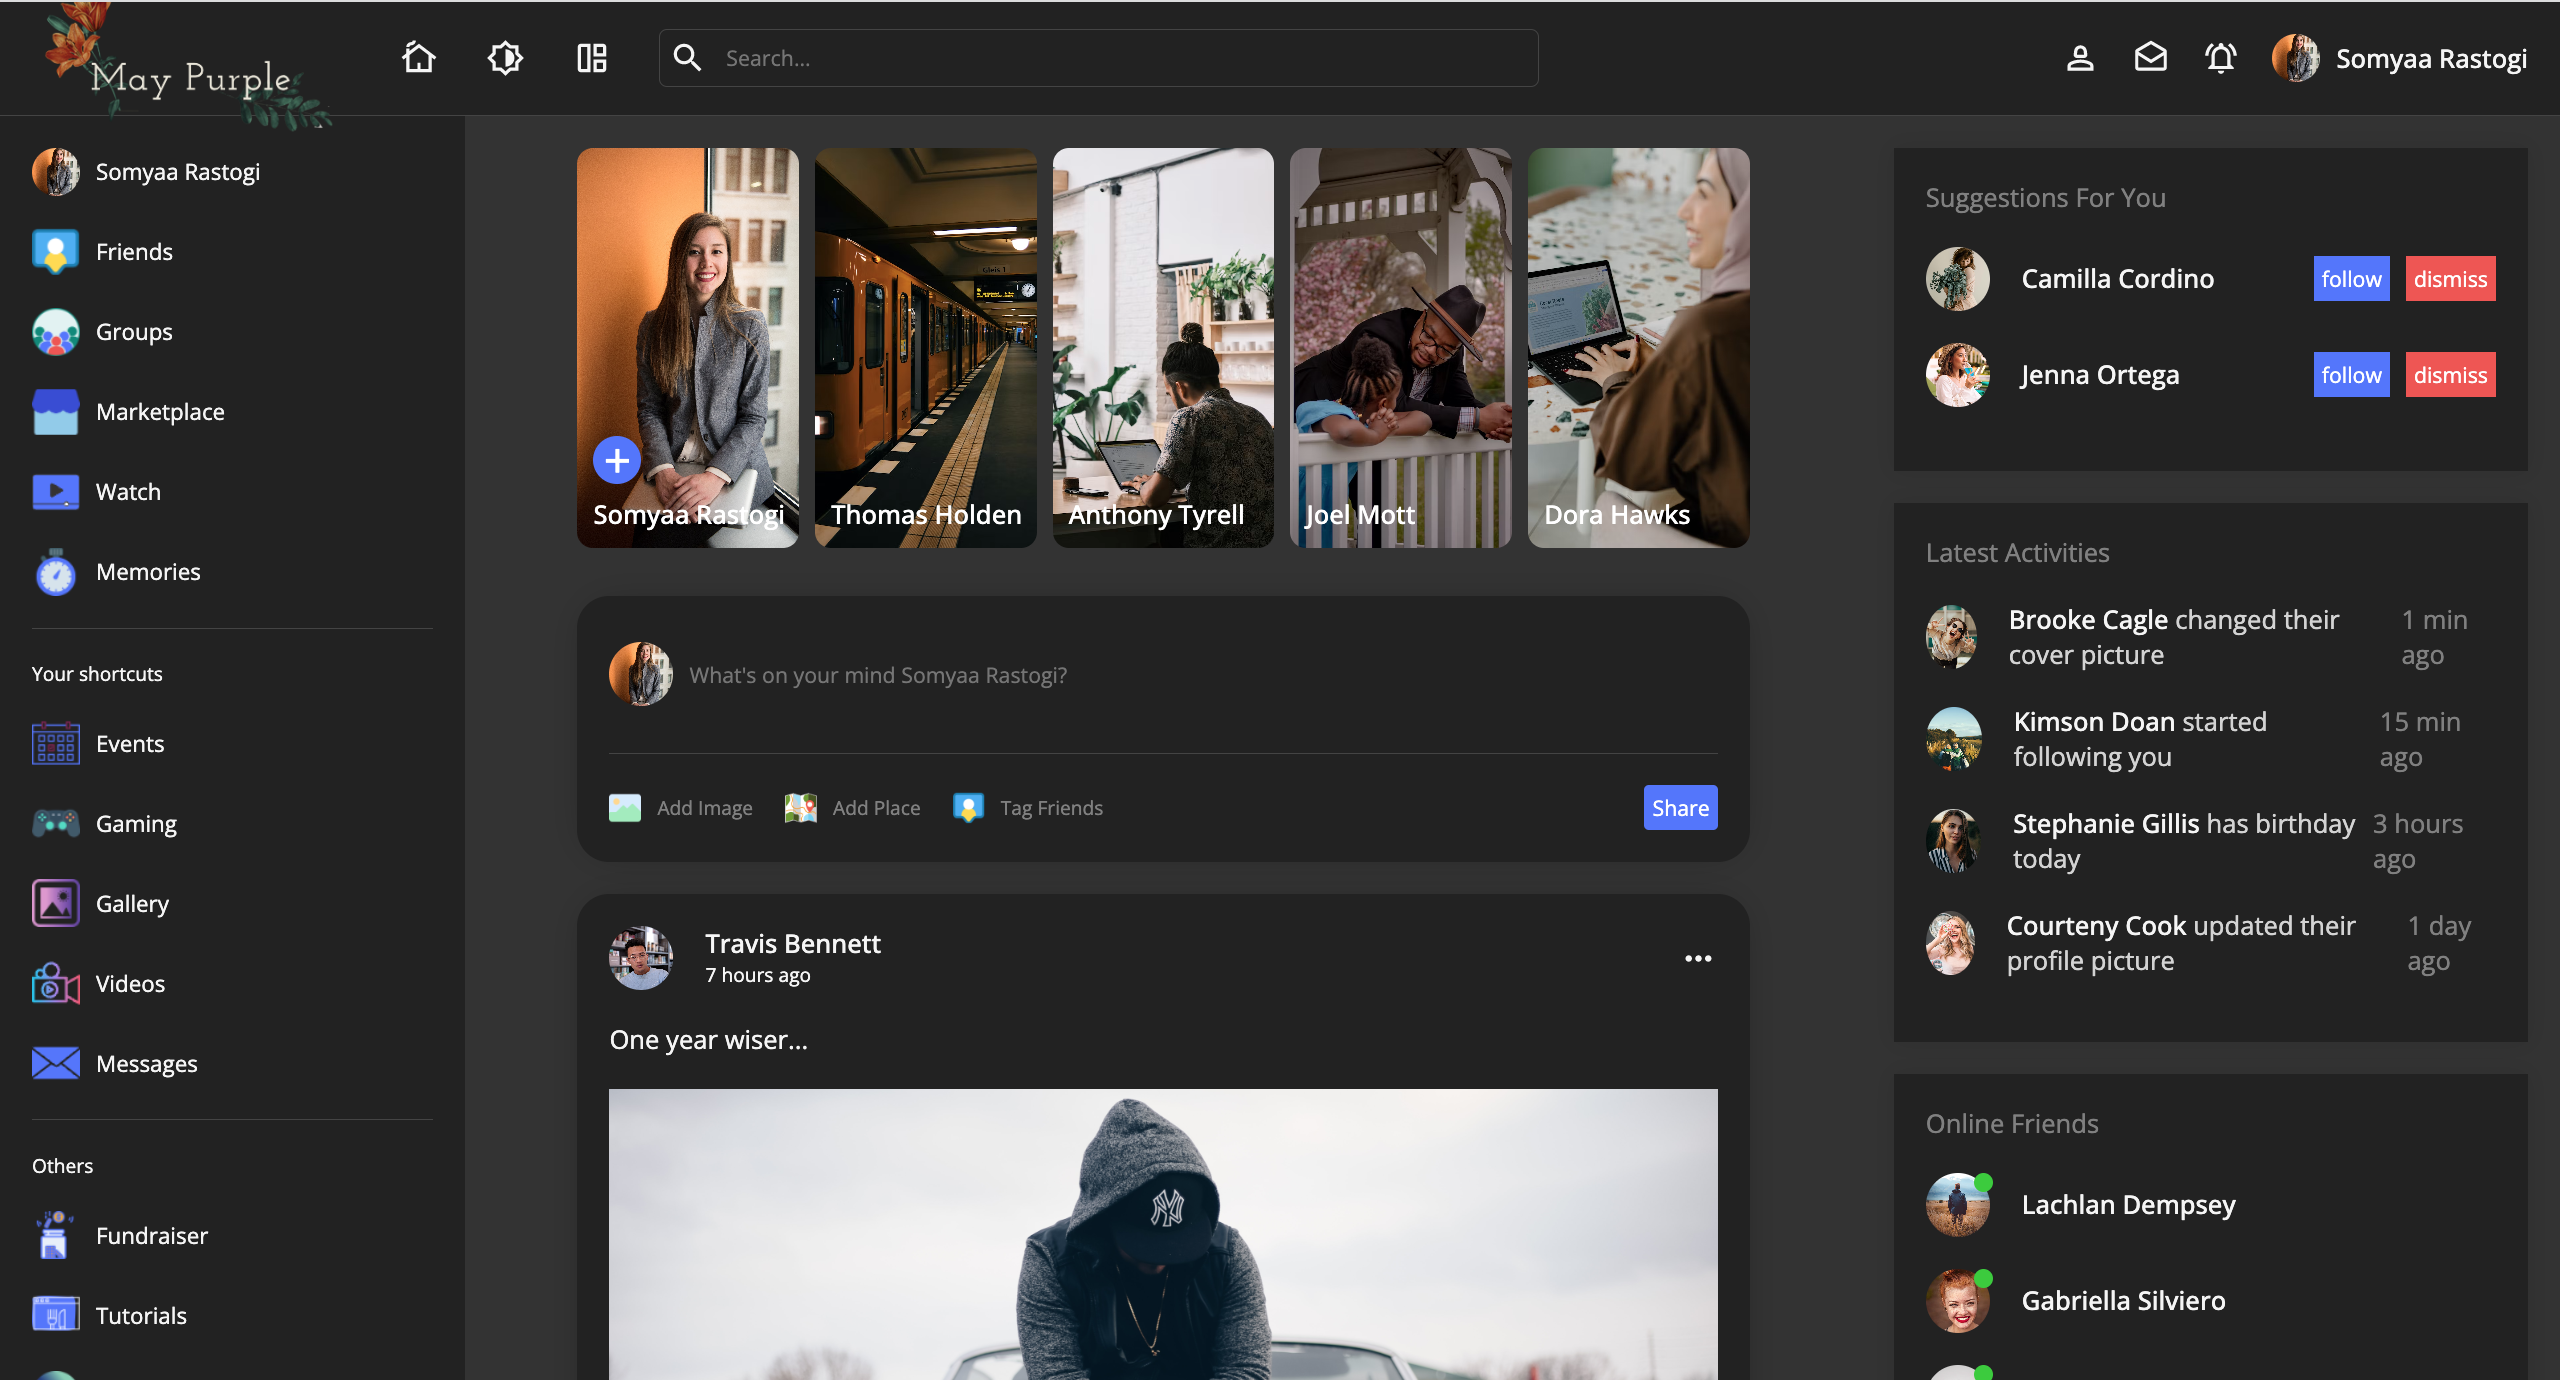 May Purple
Search...
Somyaa Rastogi
Somyaa Rastogi
Friends
Groups
Marketplace
Watch
Memories
Your shortcuts
Events
Gaming
Gallery
Videos
Messages
Others
Fundraiser
Tutorials
Gleis 1
Somyaa Rastogi
Thomas Holden
Anthony Tyrell
Joel Mott
Dora Hawks
What's on your mind Somyaa Rastogi?
Add Image
Add Place
Tag Friends
Share
Travis Bennett
7 hours ago
One year wiser...
NY
Suggestions For You
Camilla Cordino
follow
dismiss
Jenna Ortega
follow
dismiss
Latest Activities
Brooke Cagle changed their
cover picture
1 min
ago
Kimson Doan started
following you
15 min
ago
Stephanie Gillis has birthday
today
3 hours
ago
Courteny Cook updated their
profile picture
1 day
ago
Online Friends
Lachlan Dempsey
Gabriella Silviero